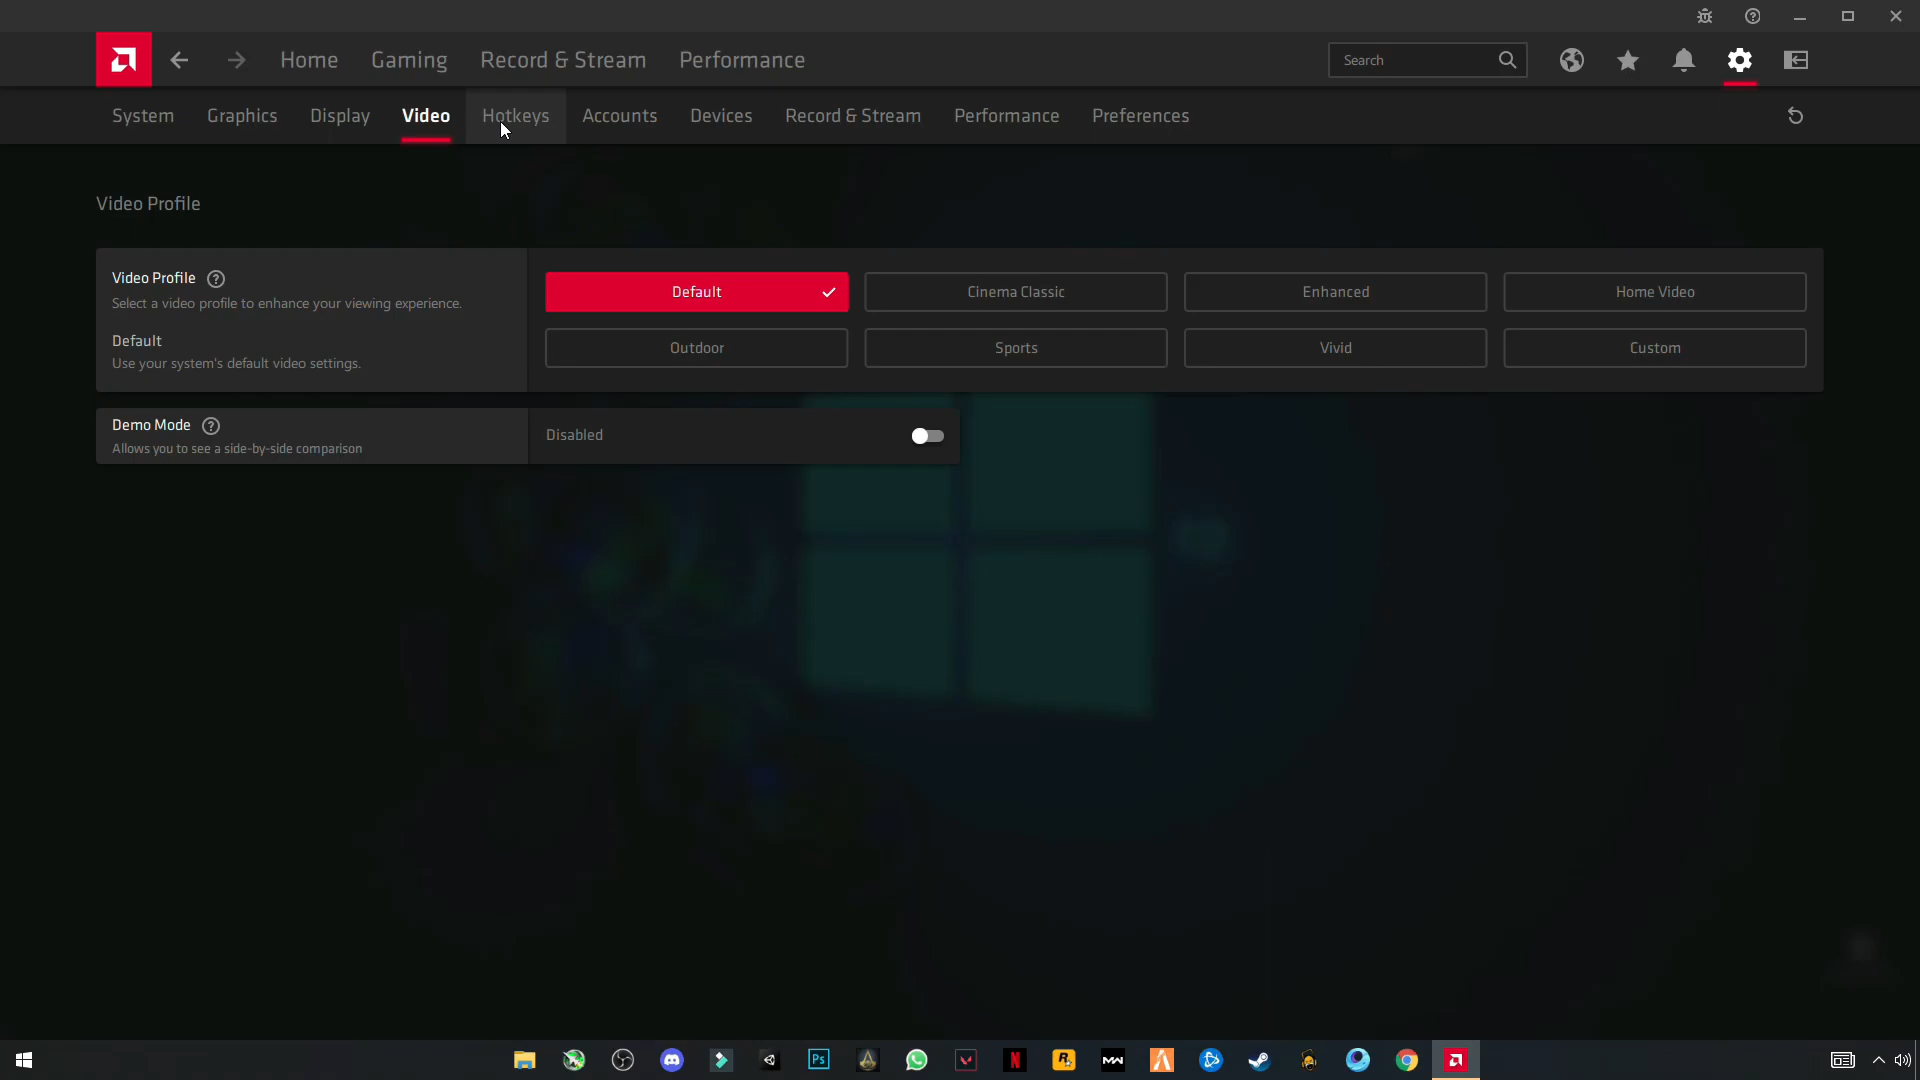 Home Gaming Record & Stream Performance Search
System Graphics Display Video Hotkeys Accounts Devices Record & Stream Performance Preferences
Video Profile
Video Profile
Select a video profile to enhance your viewing experience.
Default
Use your system's default video settings.
Default Cinema Classic Enhanced Home Video
Outdoor Sports Vivid Custom
Demo Mode
Allows you to see a side-by-side comparison
Disabled
Ps